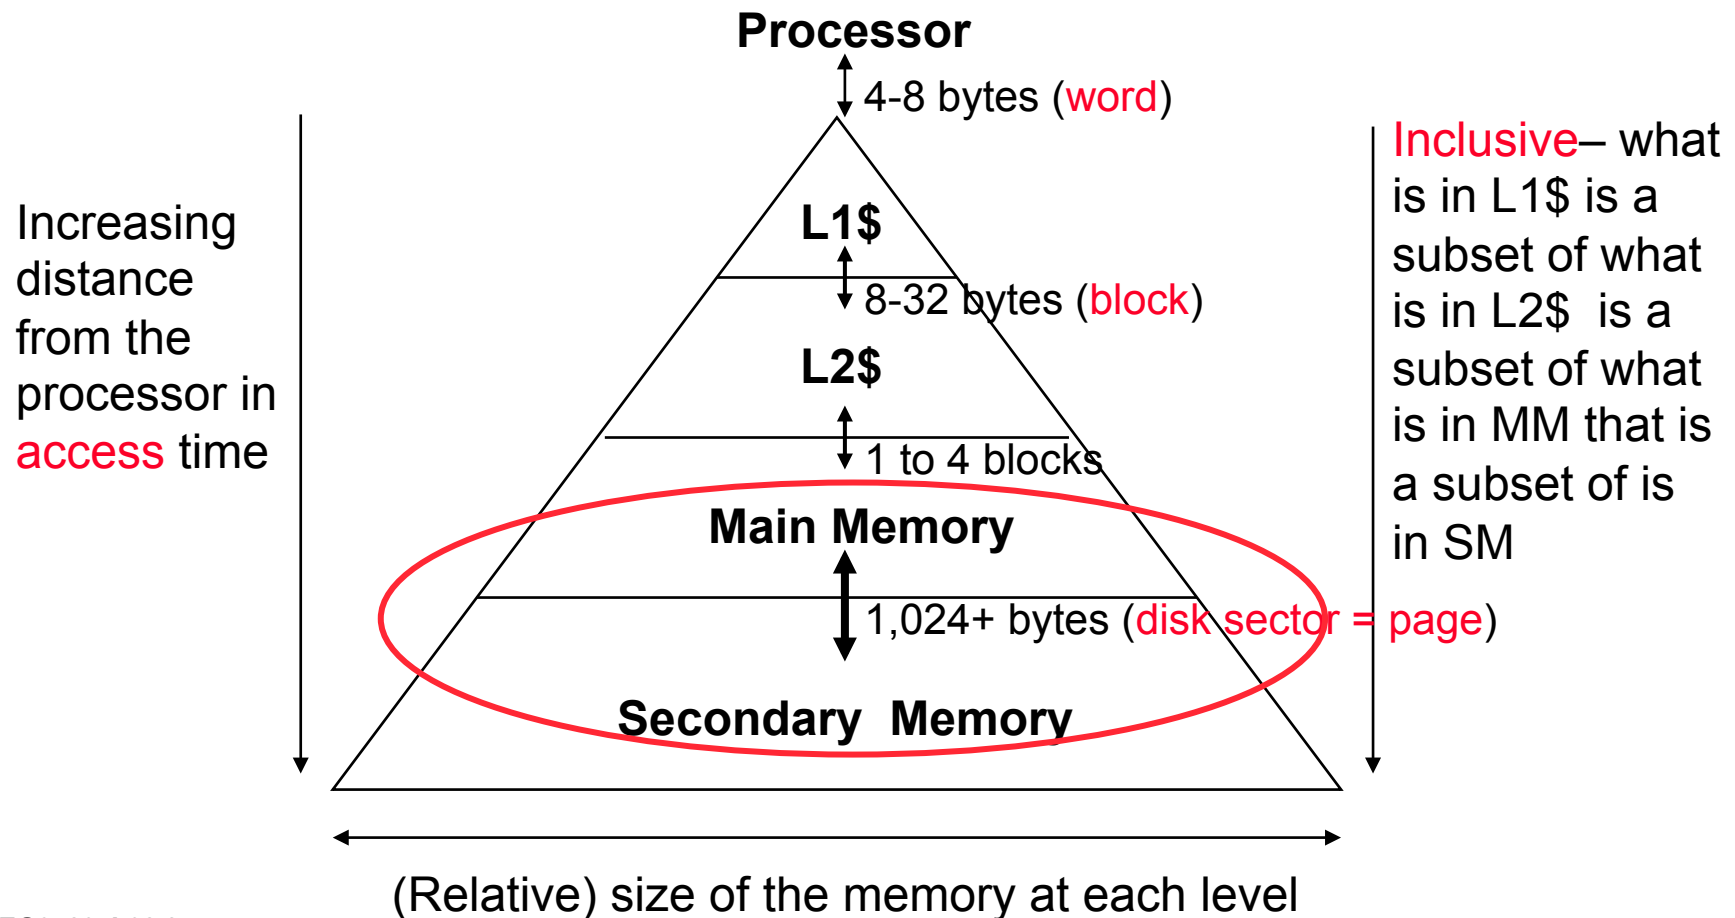 Processor
4-8 bytes (word)
Increasing
distance
from the
processor in
access time
L1$
8-32 bytes (block)
L2$
1 to 4 blocks
Main Memory
1,024+ bytes (disk sector = page)
Secondary Memory
Inclusive– what
is in L1$ is a
subset of what
is in L2$ is a
subset of what
is in MM that is
a subset of is
in SM
(Relative) size of the memory at each level